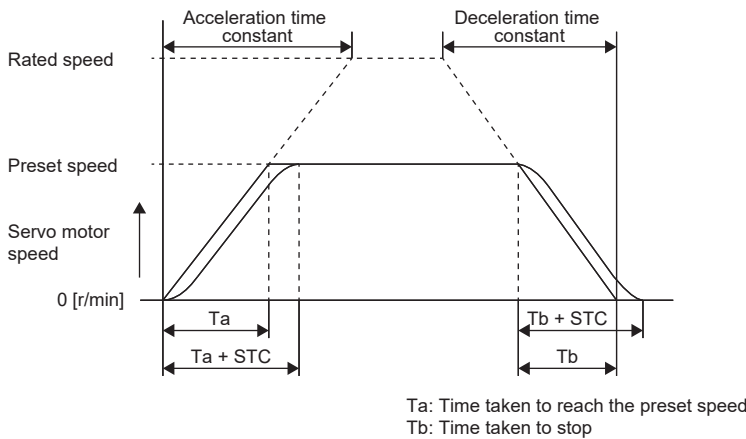 Acceleration time
constant
Deceleration time
constant
Rated speed
Preset speed
Servo motor
speed
0 [r/min]
Ta
Tb + STC
Ta + STC
Tb
Ta: Time taken to reach the preset speed
Tb: Time taken to stop